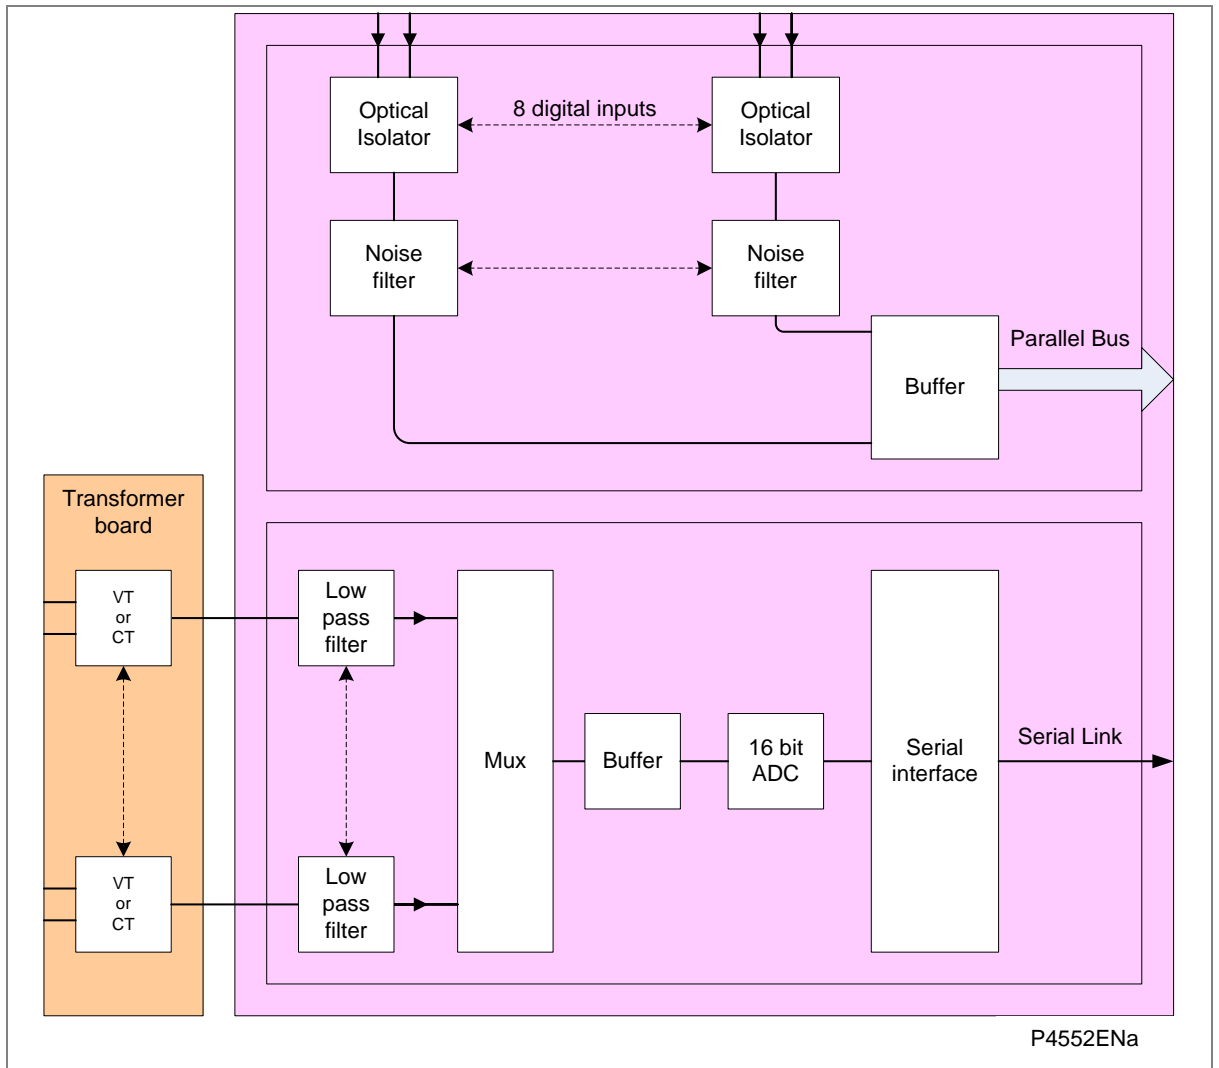 Optical
Isolator
8 digital inputs
Optical
Isolator
Noise
filter
Noise
filter
Buffer
Parallel Bus
Transformer
board
VT
or
CT
Low
pass
filter
Mux
Buffer
16 bit
ADC
Serial
interface
Serial Link
VT
or
CT
Low
pass
filter
P4552ENa